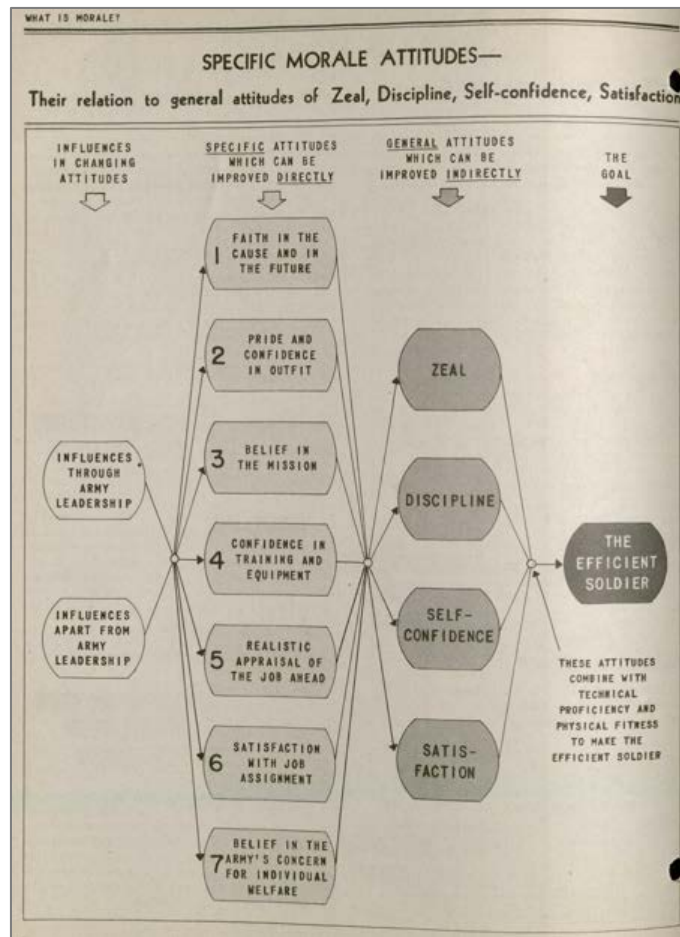 WHAT IS MORALE?
SPECIFIC MORALE ATTITUDES—
Their relation to general attitudes of Zeal, Discipline, Self-confidence, Satisfaction
INFLUENCES
IN CHANGING
ATTITUDES
SPECIFIC ATTITUDES
WHICH CAN BE
IMPROVED DIRECTLY
GENERAL ATTITUDES
WHICH CAN BE
IMPROVED INDIRECTLY
THE
GOAL
INFLUENCES
THROUGH
ARMY
LEADERSHIP
INFLUENCES
APART FROM
ARMY
LEADERSHIP
1
FAITH IN THE
CAUSE AND IN
THE FUTURE
2
PRIDE AND
CONFIDENCE
IN OUTFIT
3
BELIEF IN
THE MISSION
4
CONFIDENCE IN
TRAINING AND
EQUIPMENT
5
REALISTIC
APPRAISAL OF
THE JOB AHEAD
6
SATISFACTION
WITH JOB
ASSIGNMENT
7
BELIEF IN THE
ARMY'S CONCERN
FOR INDIVIDUAL
WELFARE
ZEAL
DISCIPLINE
SELF-
CONFIDENCE
SATIS-
FACTION
THE
EFFICIENT
SOLDIER
THESE ATTITUDES
COMBINE WITH
TECHNICAL
PROFICIENCY AND
PHYSICAL FITNESS
TO MAKE THE
EFFICIENT SOLDIER